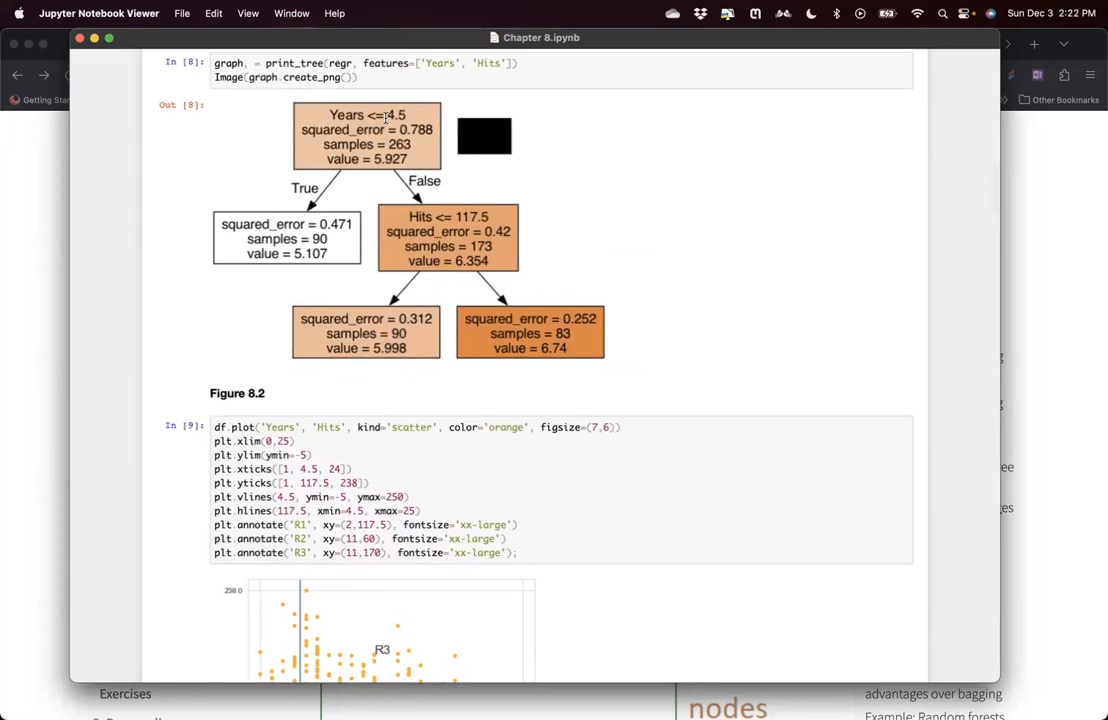 Jupyter Notebook Viewer File Edit View Window Help Sun Dec 3 2:22 PM
Chapter 8.ipynb
Getting Star
Other Bookmarks
In [8]: graph, = print_tree(regr, features=['Years', 'Hits'])
Image(graph.create_png())
Out [8]:
Years <= 4.5
squared_error = 0.788
samples = 263
value = 5.927
True
False
squared_error = 0.471
samples = 90
value = 5.107
Hits <= 117.5
squared_error = 0.42
samples = 173
value = 6.354
squared_error = 0.312
samples = 90
value = 5.998
squared_error = 0.252
samples = 83
value = 6.74
Figure 8.2
In [9]: df.plot('Years', 'Hits', kind='scatter', color='orange', figsize=(7,6))
plt.xlim(0,25)
plt.ylim(ymin=-5)
plt.xticks([1, 4.5, 24])
plt.yticks([1, 117.5, 238])
plt.vlines(4.5, ymin=-5, ymax=250)
plt.hlines(117.5, xmin=4.5, xmax=25)
plt.annotate('R1', xy=(2,117.5), fontsize='xx-large')
plt.annotate('R2', xy=(11,60), fontsize='xx-large')
plt.annotate('R3', xy=(11,170), fontsize='xx-large');
238.0
R3
ee
es
Exercises
nodes
advantages over bagging
Example: Random forests